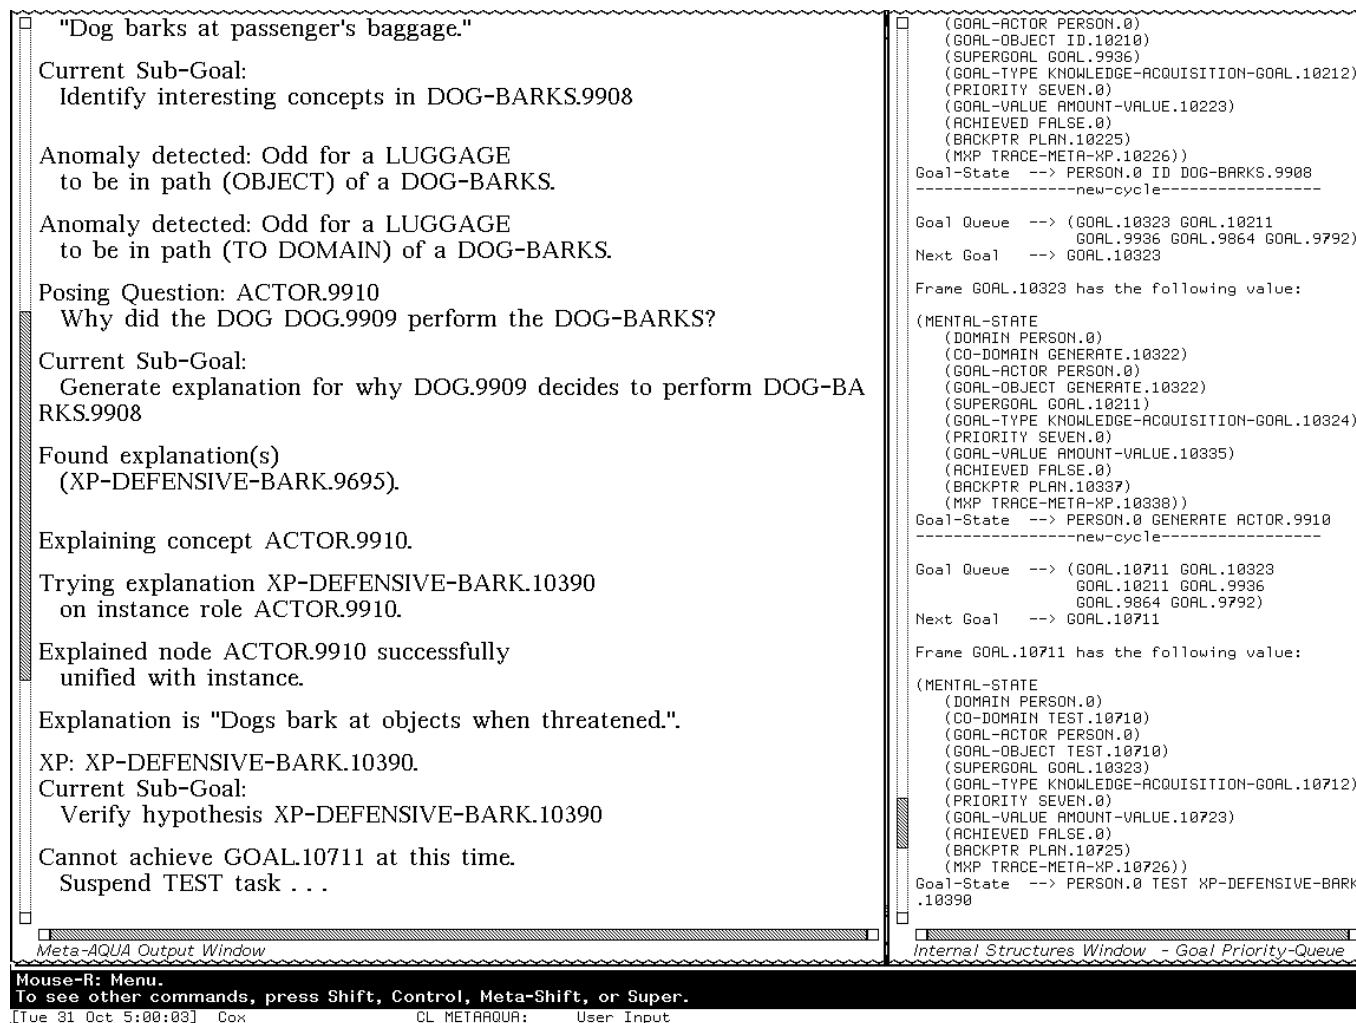 "Dog barks at passenger's baggage."
Current Sub-Goal:
Identify interesting concepts in DOG-BARKS.9908
Anomaly detected: Odd for a LUGGAGE
to be in path (OBJECT) of a DOG-BARKS.
Anomaly detected: Odd for a LUGGAGE
to be in path (TO DOMAIN) of a DOG-BARKS.
Posing Question: ACTOR.9910
Why did the DOG DOG.9909 perform the DOG-BARKS?
Current Sub-Goal:
Generate explanation for why DOG.9909 decides to perform DOG-BA
RKS.9908
Found explanation(s)
(XP-DEFENSIVE-BARK.9695).
Explaining concept ACTOR.9910.
Trying explanation XP-DEFENSIVE-BARK.10390
on instance role ACTOR.9910.
Explained node ACTOR.9910 successfully
unified with instance.
Explanation is "Dogs bark at objects when threatened.".
XP: XP-DEFENSIVE-BARK.10390.
Current Sub-Goal:
Verify hypothesis XP-DEFENSIVE-BARK.10390
Cannot achieve GOAL.10711 at this time.
Suspend TEST task . . .
Meta-AQUA Output Window
(GOAL-ACTOR PERSON.0)
(GOAL-OBJECT ID.10210)
(SUPERGOAL GOAL.9936)
(GOAL-TYPE KNOWLEDGE-ACQUISITION-GOAL.10212)
(PRIORITY SEVEN.0)
(GOAL-VALUE AMOUNT-VALUE.10223)
(ACHIEVED FALSE.0)
(BACKPTR PLAN.10225)
(MXP TRACE-META-XP.10226))
Goal-State --> PERSON.0 ID DOG-BARKS.9908
-----------------new-cycle-----------------
Goal Queue --> (GOAL.10323 GOAL.10211
GOAL.9936 GOAL.9864 GOAL.9792)
Next Goal --> GOAL.10323
Frame GOAL.10323 has the following value:
(MENTAL-STATE
(DOMAIN PERSON.0)
(CO-DOMAIN GENERATE.10322)
(GOAL-ACTOR PERSON.0)
(GOAL-OBJECT GENERATE.10322)
(SUPERGOAL GOAL.10211)
(GOAL-TYPE KNOWLEDGE-ACQUISITION-GOAL.10324)
(PRIORITY SEVEN.0)
(GOAL-VALUE AMOUNT-VALUE.10335)
(ACHIEVED FALSE.0)
(BACKPTR PLAN.10337)
(MXP TRACE-META-XP.10338))
Goal-State --> PERSON.0 GENERATE ACTOR.9910
-----------------new-cycle-----------------
Goal Queue --> (GOAL.10711 GOAL.10323
GOAL.10211 GOAL.9936
GOAL.9864 GOAL.9792)
Next Goal --> GOAL.10711
Frame GOAL.10711 has the following value:
(MENTAL-STATE
(DOMAIN PERSON.0)
(CO-DOMAIN TEST.10710)
(GOAL-ACTOR PERSON.0)
(GOAL-OBJECT TEST.10710)
(SUPERGOAL GOAL.10323)
(GOAL-TYPE KNOWLEDGE-ACQUISITION-GOAL.10712)
(PRIORITY SEVEN.0)
(GOAL-VALUE AMOUNT-VALUE.10723)
(ACHIEVED FALSE.0)
(BACKPTR PLAN.10725)
(MXP TRACE-META-XP.10726))
Goal-State --> PERSON.0 TEST XP-DEFENSIVE-BARK
.10390
Internal Structures Window - Goal Priority-Queue
Mouse-R: Menu.
To see other commands, press Shift, Control, Meta-Shift, or Super.
[Tue 31 Oct 5:00:03] Cox CL METAAQUA: User Input